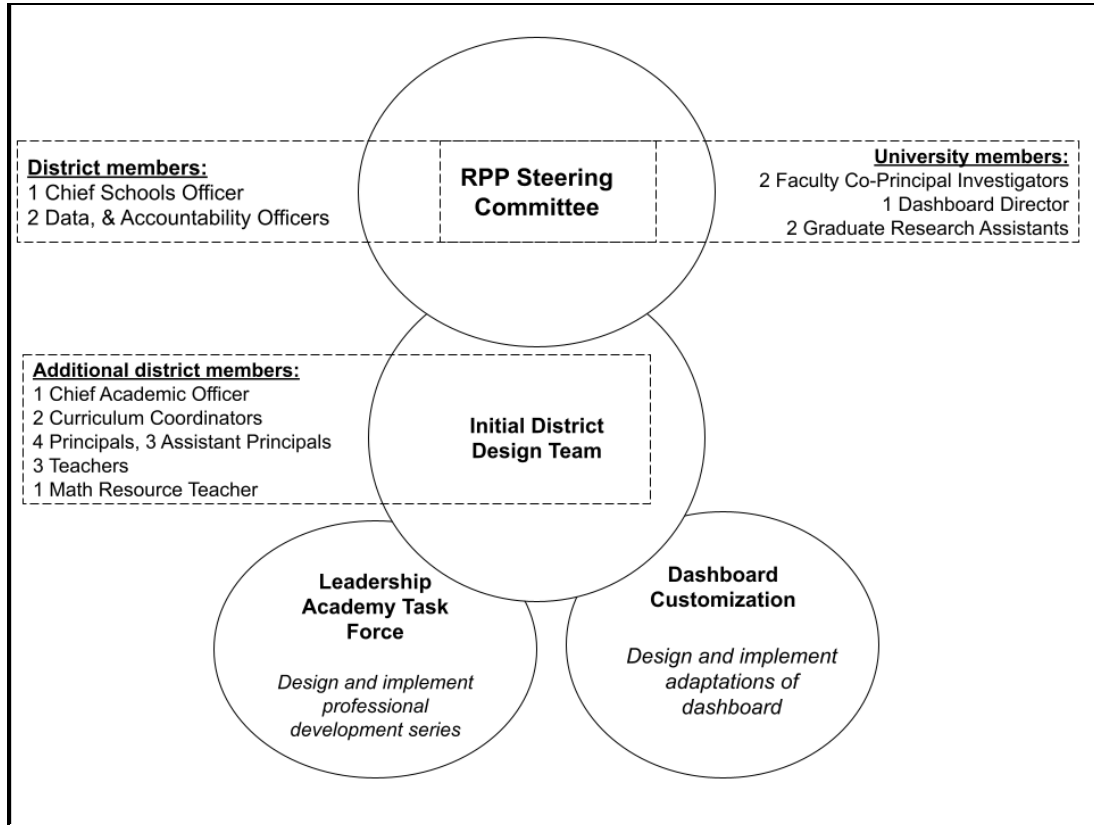 District members:
1 Chief Schools Officer
2 Data, & Accountability Officers
RPP Steering
Committee
University members:
2 Faculty Co-Principal Investigators
1 Dashboard Director
2 Graduate Research Assistants
Additional district members:
1 Chief Academic Officer
2 Curriculum Coordinators
4 Principals, 3 Assistant Principals
3 Teachers
1 Math Resource Teacher
Initial District
Design Team
Leadership
Academy Task
Force
Design and implement
professional
development series
Dashboard
Customization
Design and implement
adaptations of
dashboard